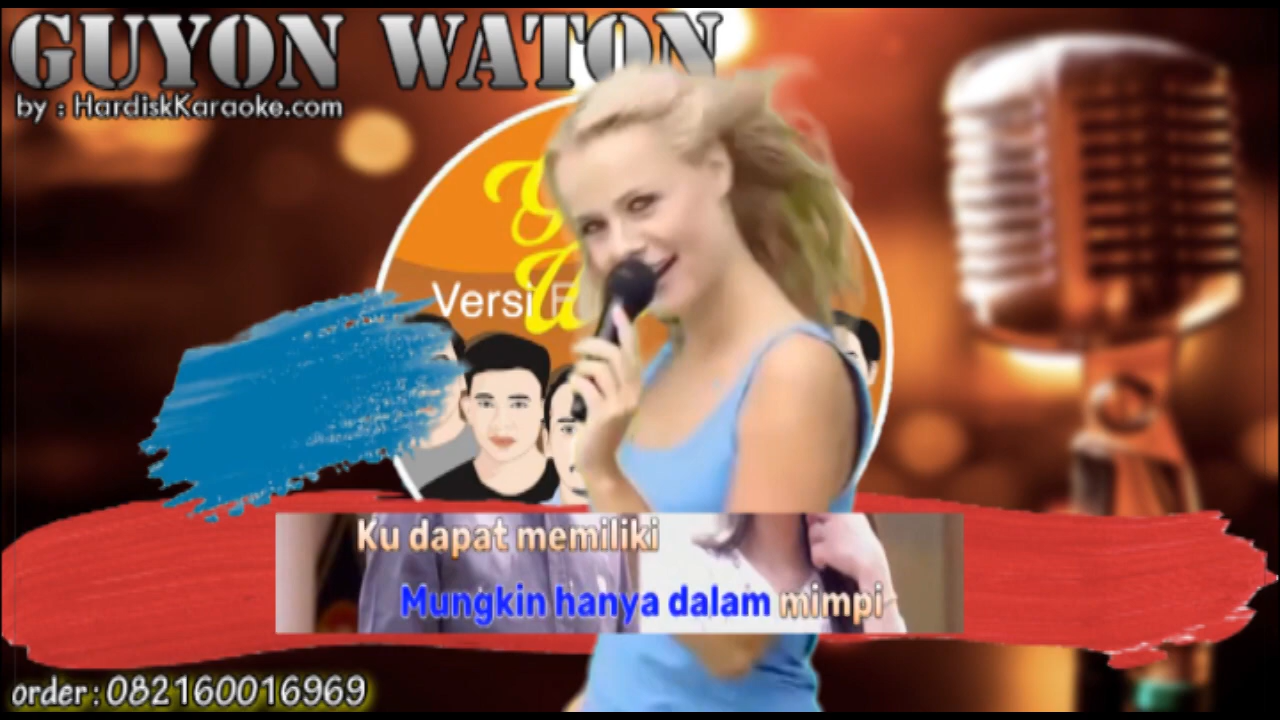 GUYON WATON
by : HardiskKaraoke.com
Versi
Ku dapat memiliki
Mungkin hanya dalam mimpi
order : 082160016969